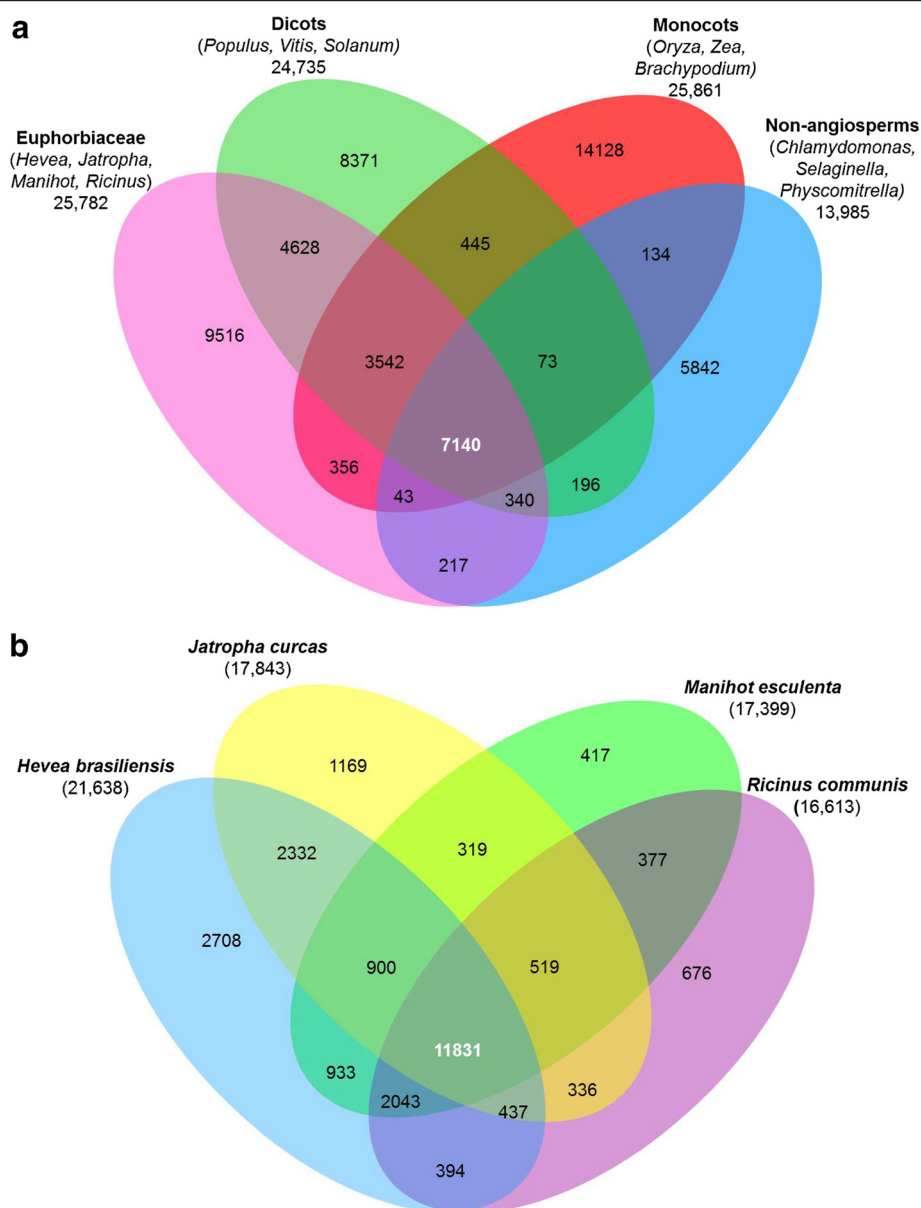 a
Dicots
(Populus, Vitis, Solanum)
24,735
Monocots
(Oryza, Zea,
Brachypodium)
25,861
Euphorbiaceae
(Hevea, Jatropha,
Manihot, Ricinus)
25,782
Non-angiosperms
(Chlamydomonas,
Selaginella,
Physcomitrella)
13,985
8371
14128
4628
445
134
9516
3542
73
5842
7140
356
43
340
196
217
b
Jatropha curcas
(17,843)
Manihot esculenta
(17,399)
Hevea brasiliensis
(21,638)
Ricinus communis
(16,613)
1169
417
2332
319
377
2708
900
519
676
11831
933
2043
437
336
394